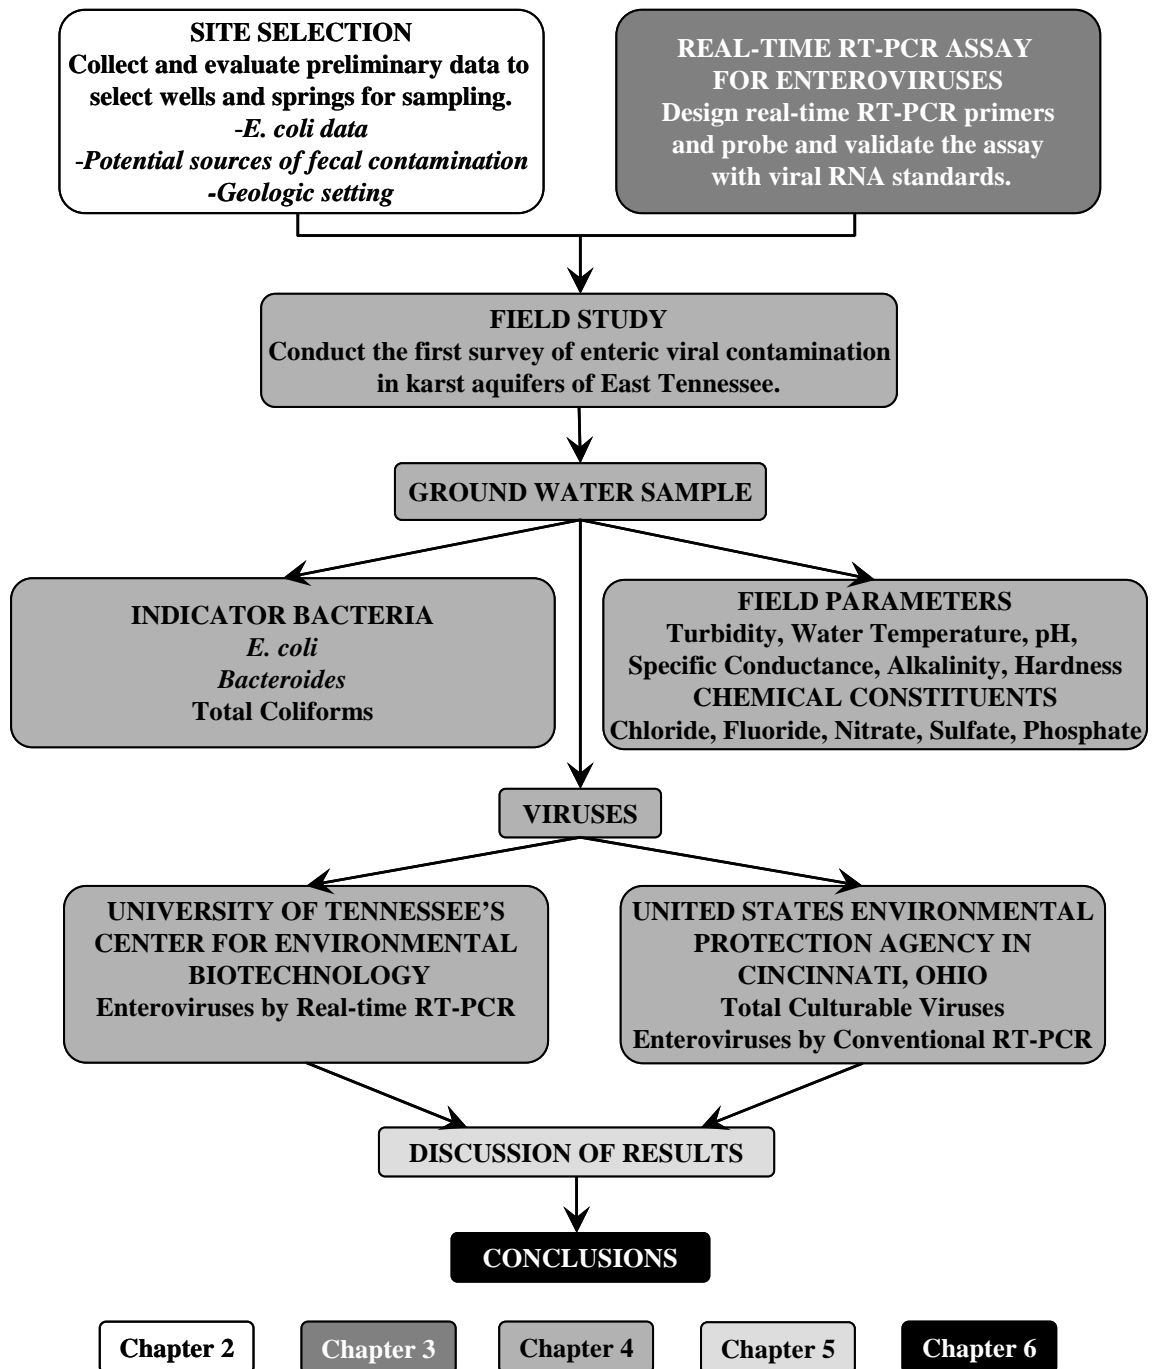 SITE SELECTION
Collect and evaluate preliminary data to
select wells and springs for sampling.
-E. coli data
-Potential sources of fecal contamination
-Geologic setting
REAL-TIME RT-PCR ASSAY
FOR ENTEROVIRUSES
Design real-time RT-PCR primers
and probe and validate the assay
with viral RNA standards.
FIELD STUDY
Conduct the first survey of enteric viral contamination
in karst aquifers of East Tennessee.
GROUND WATER SAMPLE
INDICATOR BACTERIA
E. coli
Bacteroides
Total Coliforms
FIELD PARAMETERS
Turbidity, Water Temperature, pH,
Specific Conductance, Alkalinity, Hardness
CHEMICAL CONSTITUENTS
Chloride, Fluoride, Nitrate, Sulfate, Phosphate
VIRUSES
UNIVERSITY OF TENNESSEE'S
CENTER FOR ENVIRONMENTAL
BIOTECHNOLOGY
Enteroviruses by Real-time RT-PCR
UNITED STATES ENVIRONMENTAL
PROTECTION AGENCY IN
CINCINNATI, OHIO
Total Culturable Viruses
Enteroviruses by Conventional RT-PCR
DISCUSSION OF RESULTS
CONCLUSIONS
Chapter 2
Chapter 3
Chapter 4
Chapter 5
Chapter 6